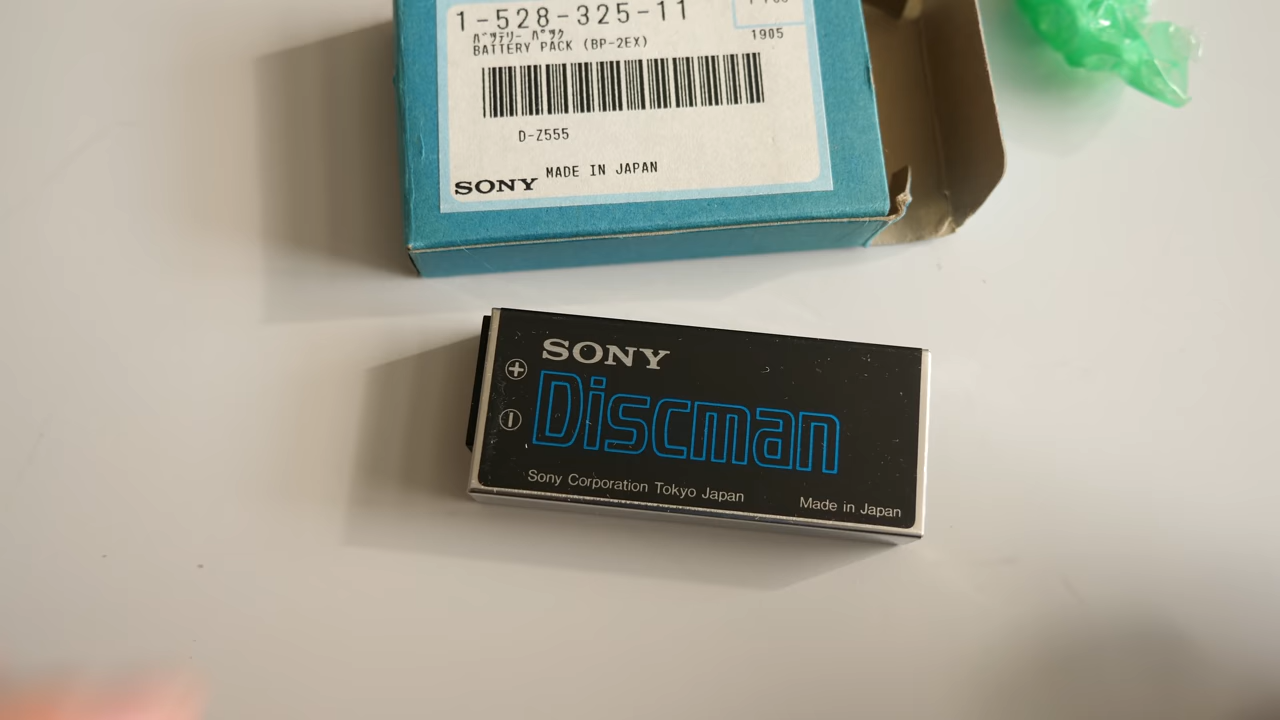 1-528-325-11
ﾊﾞｯﾃﾘｰ ﾊﾟｯｸ
BATTERY PACK (BP-2EX)
1905
D-Z555
MADE IN JAPAN
SONY
SONY
Discman
Sony Corporation Tokyo Japan
Made in Japan